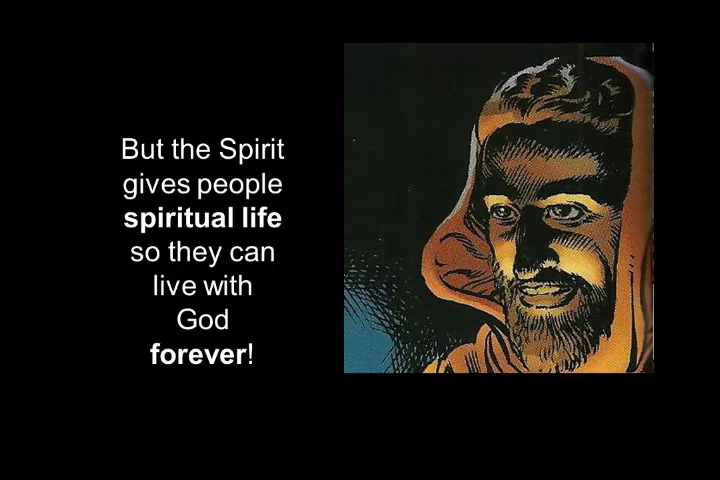 But the Spirit
gives people
spiritual life
so they can
live with
God
forever!